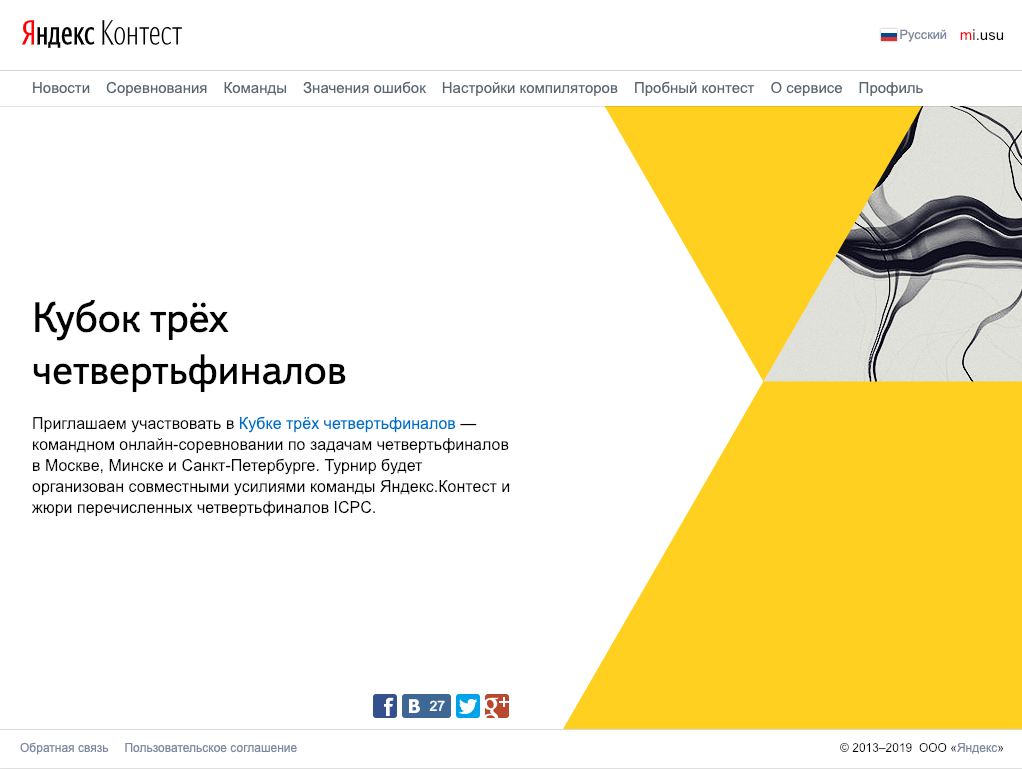 Яндекс Контест
Русский mi.usu
Новости Соревнования Команды Значения ошибок Настройки компиляторов Пробный контест О сервисе Профиль
Кубок трёх
четвертьфиналов
Приглашаем участвовать в Кубке трёх четвертьфиналов —
командном онлайн-соревновании по задачам четвертьфиналов
в Москве, Минске и Санкт-Петербурге. Турнир будет
организован совместными усилиями команды Яндекс.Контест и
жюри перечисленных четвертьфиналов ICPC.
f B 27 g+
Обратная связь Пользовательское соглашение © 2013–2019 ООО «Яндекс»